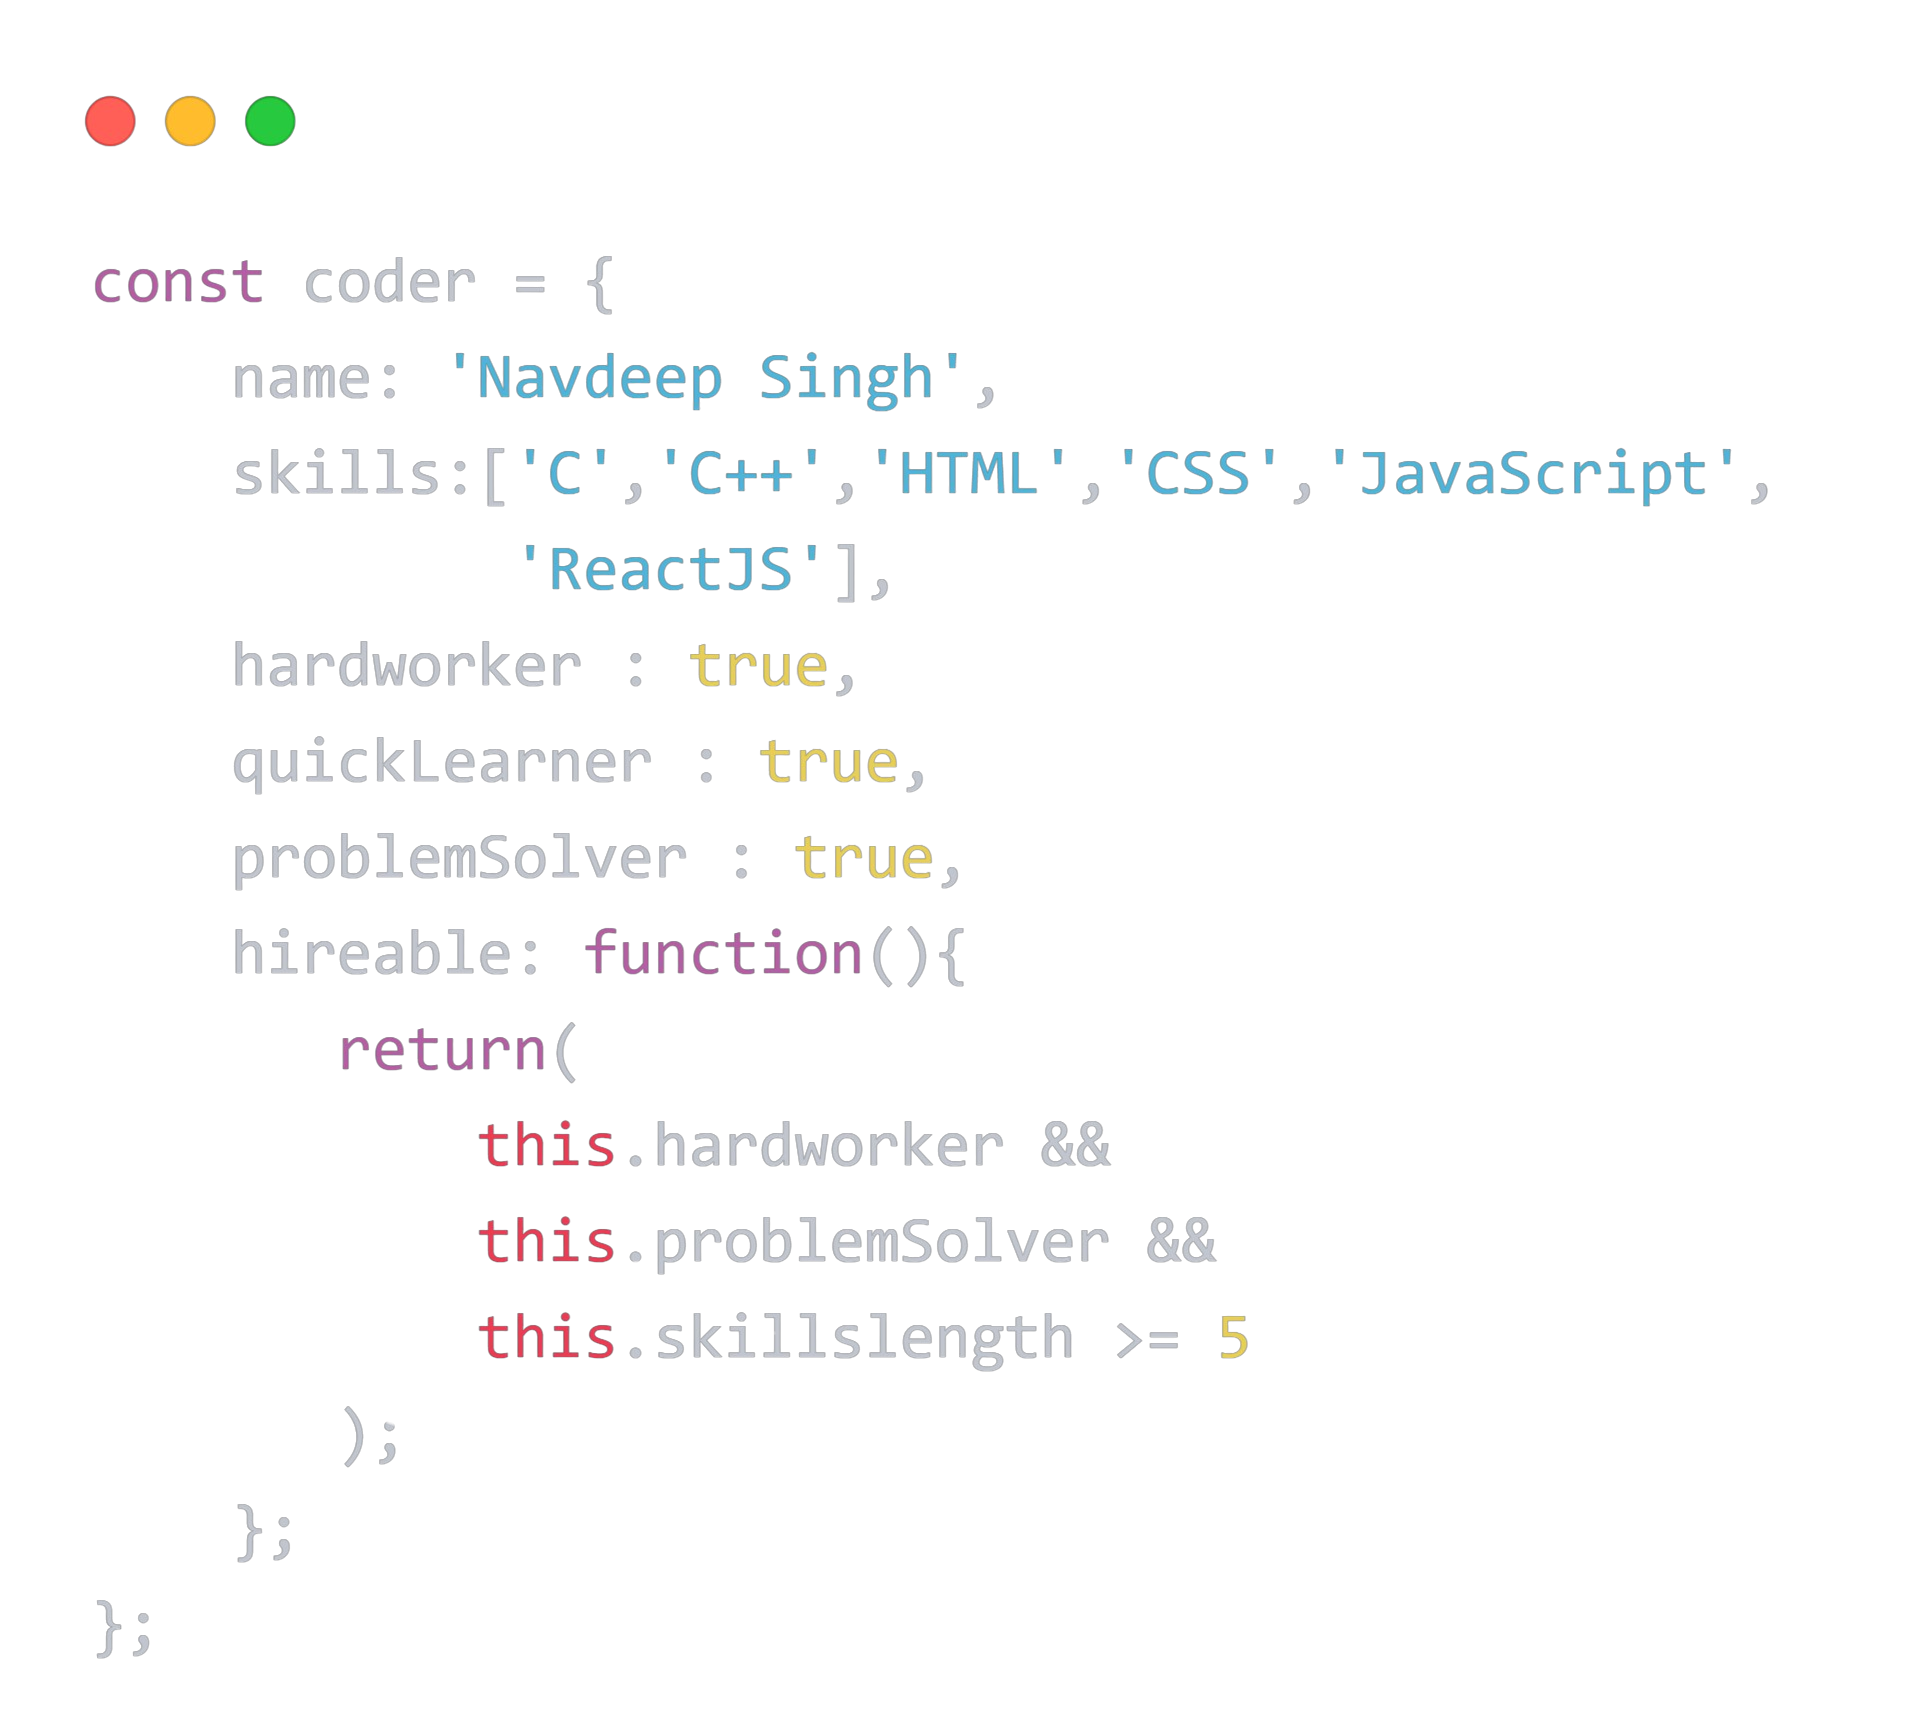 const coder = {
    name: 'Navdeep Singh',
    skills:['C','C++','HTML','CSS','JavaScript',
            'ReactJS'],
    hardworker : true,
    quickLearner : true,
    problemSolver : true,
    hireable: function(){
       return(
           this.hardworker &&
           this.problemSolver &&
           this.skillslength >= 5
       );
    };
};